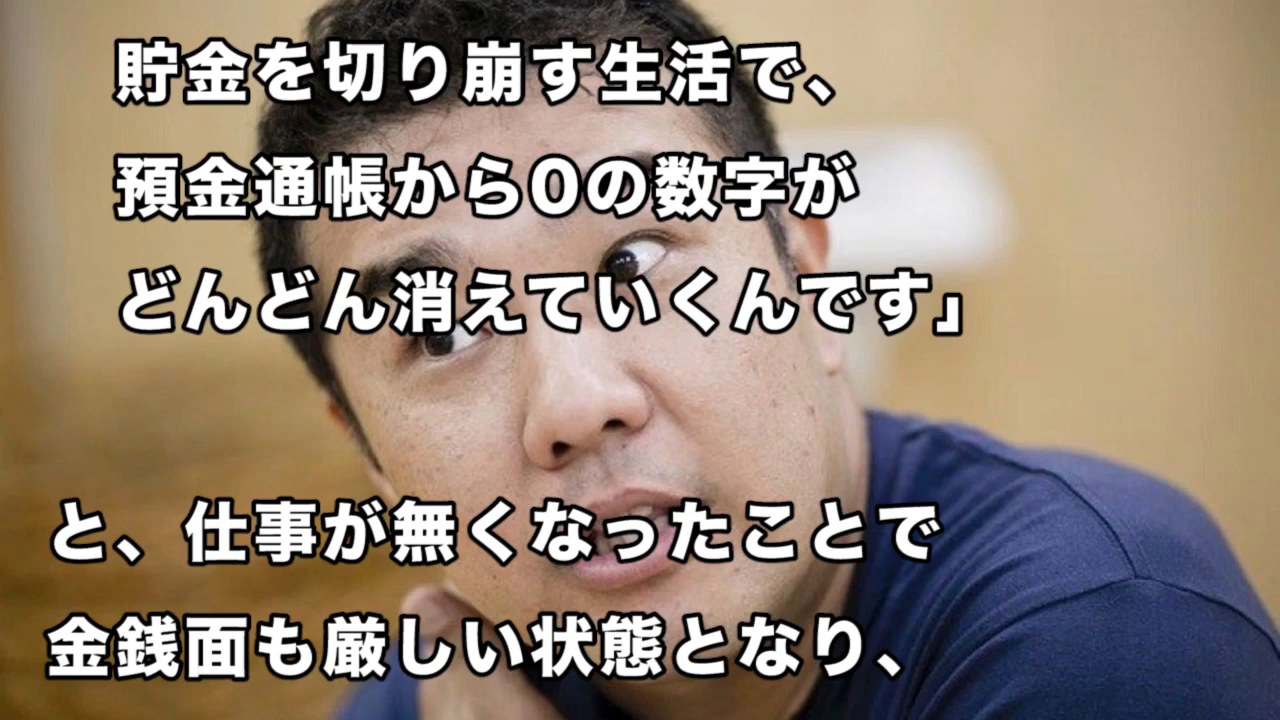 貯金を切り崩す生活で、
預金通帳から0の数字が
どんどん消えていくんです」
と、仕事が無くなったことで
金銭面も厳しい状態となり、